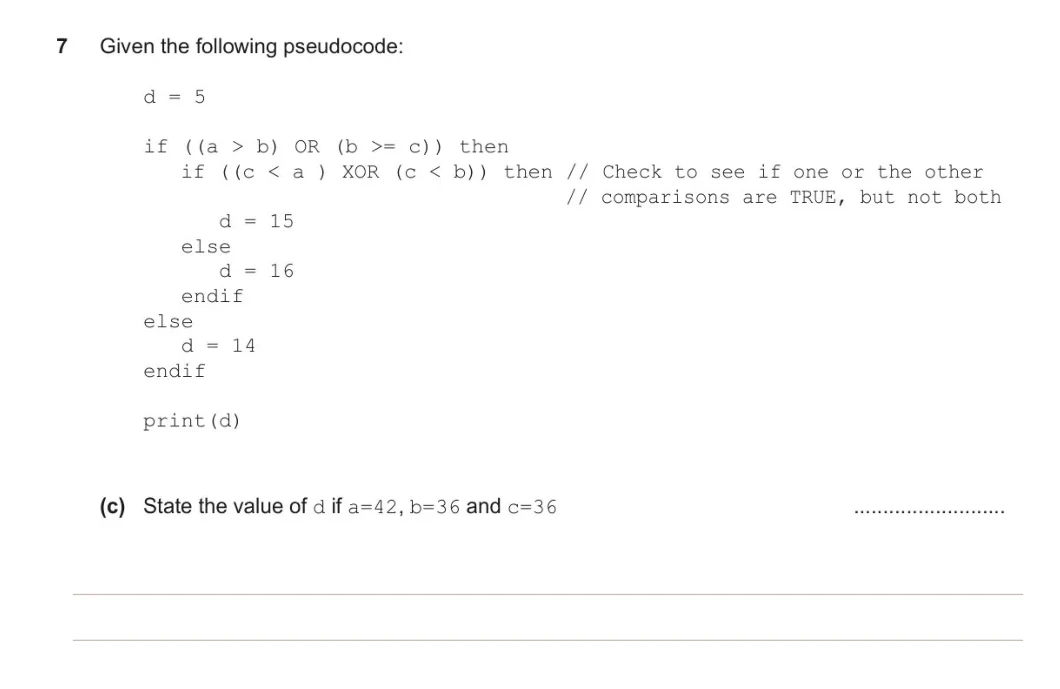 7 Given the following pseudocode:
d = 5
if ((a > b) OR (b >= c)) then
if ((c < a ) XOR (c < b)) then // Check to see if one or the other
// comparisons are TRUE, but not both
d = 15
else
d = 16
endif
else
d = 14
endif
print(d)
(c) State the value of d if a=42, b=36 and c=36 ..........................